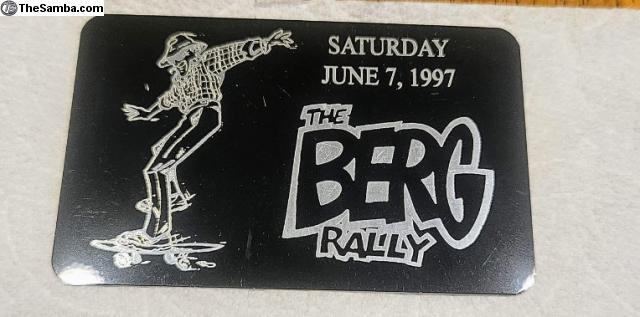 TheSamba.com
SATURDAY
JUNE 7, 1997
THE
BERG
RALLY